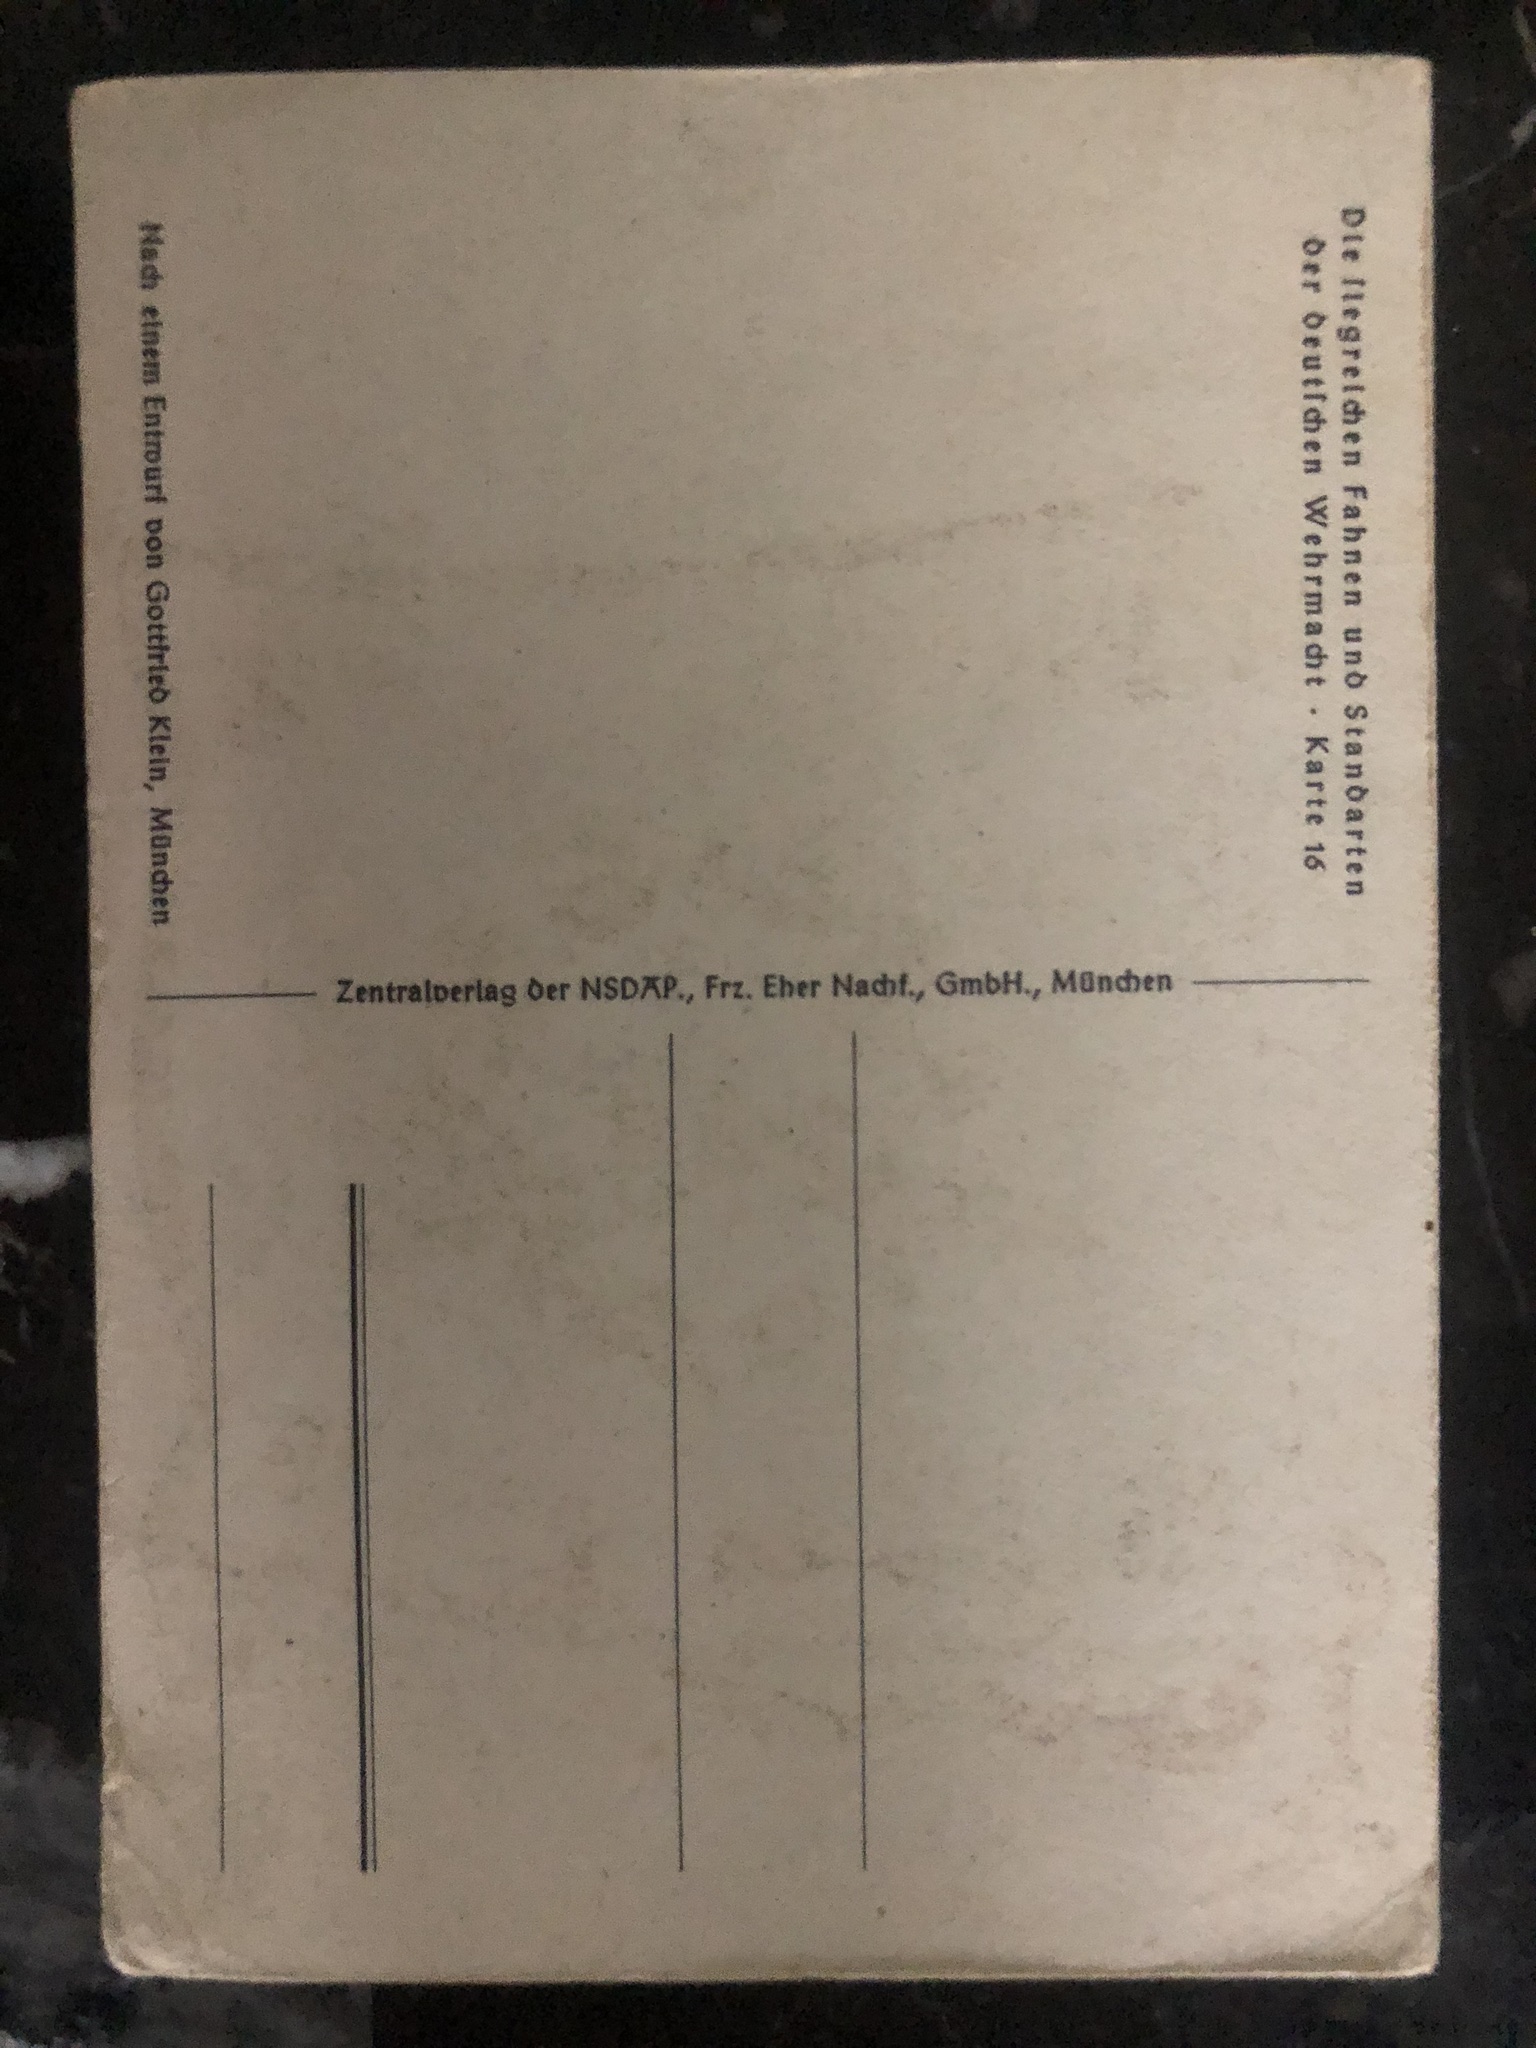 Die siegreichen Fahnen und Standarten
der deutschen Wehrmacht · Karte 16
Zentralverlag der NSDAP., Frz. Eher Nachf., GmbH., München
Nach einem Entwurf von Gottfried Klein, München